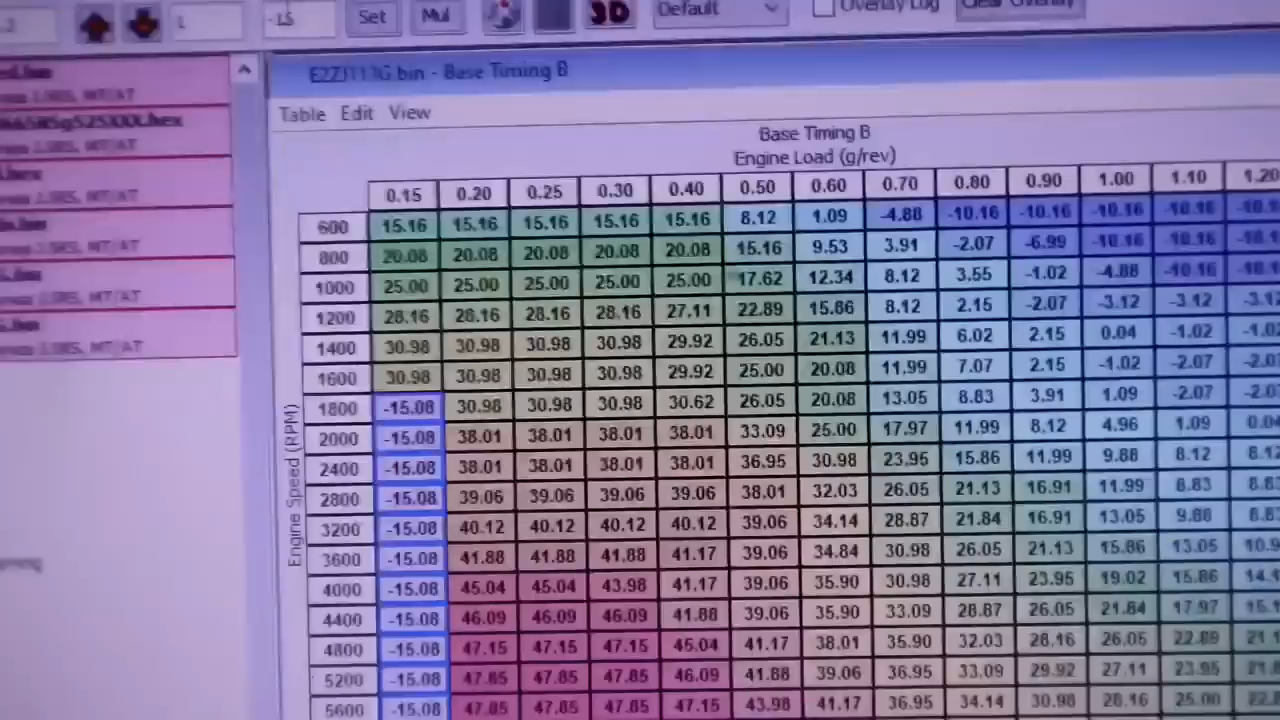 Set Mul 3D Default Overlay Log Clear Overlay
E2ZJ113G.bin - Base Timing B
Table Edit View
Base Timing B
Engine Load (g/rev)
0.15 0.20 0.25 0.30 0.40 0.50 0.60 0.70 0.80 0.90 1.00 1.10 1.20
Engine Speed (RPM)
600 15.16 15.16 15.16 15.16 15.16 8.12 1.09 -4.88 -10.16 -10.16 -10.16 -10.16
800 20.08 20.08 20.08 20.08 20.08 15.16 9.53 3.91 -2.07 -6.99 -10.16 -10.16
1000 25.00 25.00 25.00 25.00 25.00 17.62 12.34 8.12 3.55 -1.02 -4.88 -10.16
1200 28.16 28.16 28.16 28.16 27.11 22.89 15.86 8.12 2.15 -2.07 -3.12 -3.12
1400 30.98 30.98 30.98 30.98 29.92 26.05 21.13 11.99 6.02 2.15 0.04 -1.02
1600 30.98 30.98 30.98 30.98 29.92 25.00 20.08 11.99 7.07 2.15 -1.02 -2.07
1800 -15.08 30.98 30.98 30.98 30.62 26.05 20.08 13.05 8.83 3.91 1.09 -2.07
2000 -15.08 38.01 38.01 38.01 38.01 33.09 25.00 17.97 11.99 8.12 4.96 1.09
2400 -15.08 38.01 38.01 38.01 38.01 36.95 30.98 23.95 15.86 11.99 9.88 8.12
2800 -15.08 39.06 39.06 39.06 39.06 38.01 32.03 26.05 21.13 16.91 11.99 8.83
3200 -15.08 40.12 40.12 40.12 40.12 39.06 34.14 28.87 21.84 16.91 13.05 9.88
3600 -15.08 41.88 41.88 41.88 41.17 39.06 34.84 30.98 26.05 21.13 15.86 13.05
4000 -15.08 45.04 45.04 43.98 41.17 39.06 35.90 30.98 27.11 23.95 19.02 15.86
4400 -15.08 46.09 46.09 46.09 41.88 39.06 35.90 33.09 28.87 26.05 21.84 17.97
4800 -15.08 47.15 47.15 47.15 45.04 41.17 38.01 35.90 32.03 28.16 26.05 22.89
5200 -15.08 47.85 47.85 47.85 46.09 41.88 39.06 36.95 33.09 29.92 27.11 23.95
5600 -15.08 47.85 47.85 47.85 47.15 43.98 41.17 36.95 34.14 30.98 28.16 25.00